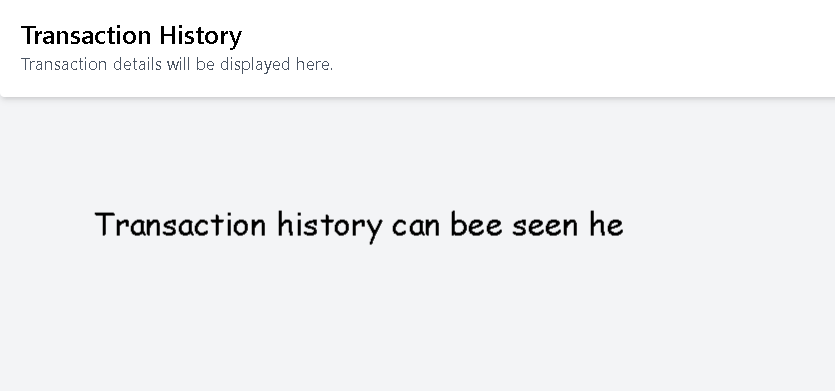 Transaction History
Transaction details will be displayed here.
Transaction history can bee seen he